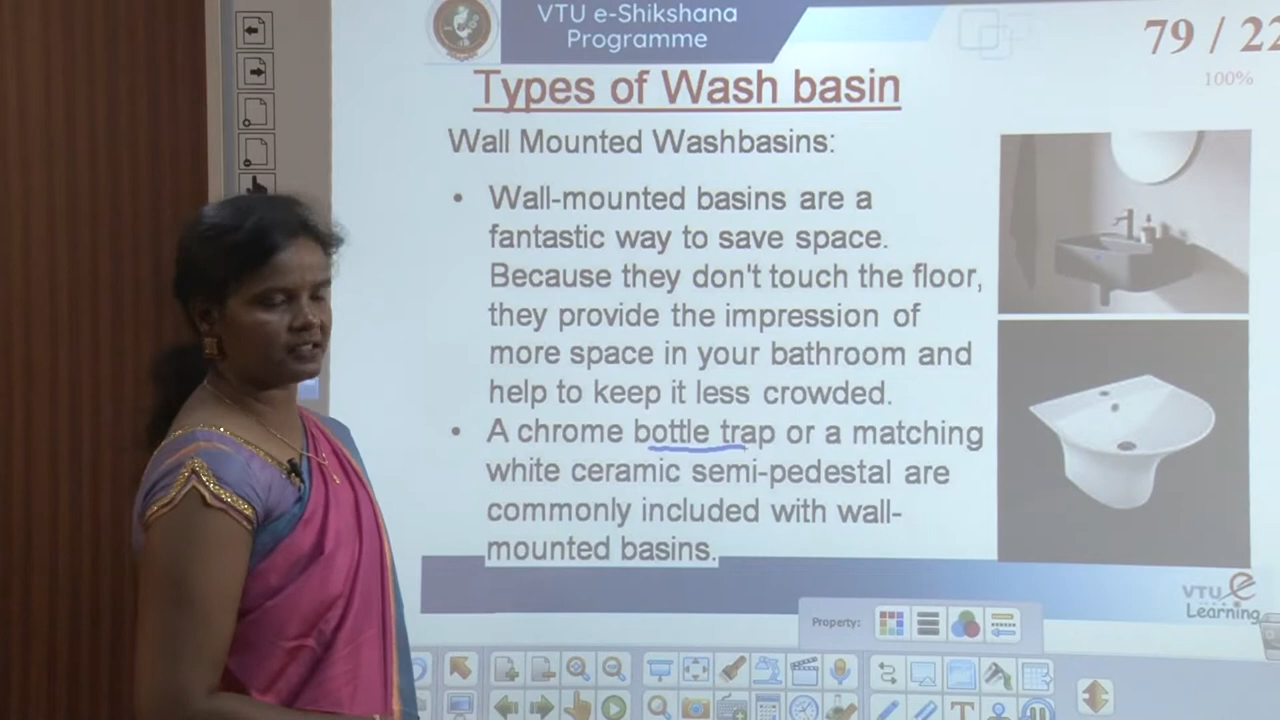 VTU e-Shikshana
Programme
79 / 22
100%
Types of Wash basin
Wall Mounted Washbasins:
• Wall-mounted basins are a
fantastic way to save space.
Because they don't touch the floor,
they provide the impression of
more space in your bathroom and
help to keep it less crowded.
• A chrome bottle trap or a matching
white ceramic semi-pedestal are
commonly included with wall-
mounted basins.
VTU e
Learning
Property: